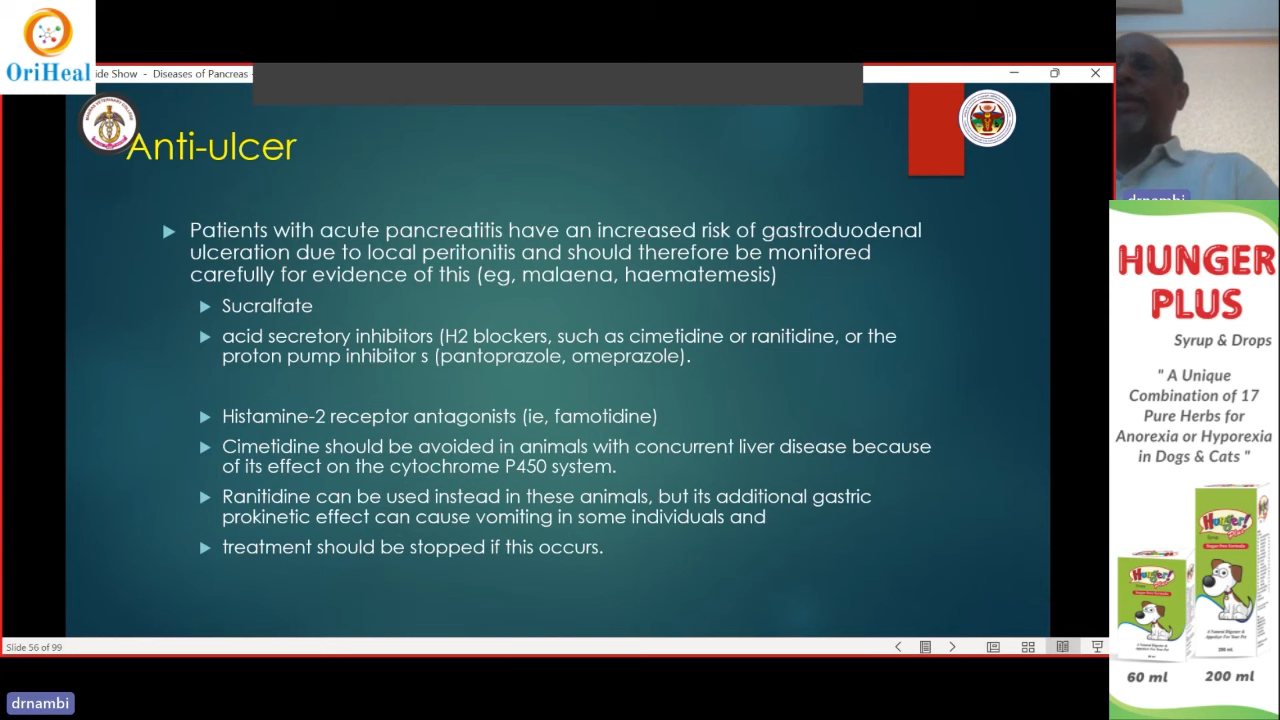 OriHeal
ide Show - Diseases of Pancreas -
Anti-ulcer
Patients with acute pancreatitis have an increased risk of gastroduodenal
ulceration due to local peritonitis and should therefore be monitored
carefully for evidence of this (eg, malaena, haematemesis)
Sucralfate
acid secretory inhibitors (H2 blockers, such as cimetidine or ranitidine, or the
proton pump inhibitor s (pantoprazole, omeprazole).
Histamine-2 receptor antagonists (ie, famotidine)
Cimetidine should be avoided in animals with concurrent liver disease because
of its effect on the cytochrome P450 system.
Ranitidine can be used instead in these animals, but its additional gastric
prokinetic effect can cause vomiting in some individuals and
treatment should be stopped if this occurs.
Slide 56 of 99
drnambi
drnambi
HUNGER
PLUS
Syrup & Drops
" A Unique
Combination of 17
Pure Herbs for
Anorexia or Hyporexia
in Dogs & Cats "
Hunger!
Hunger!
60 ml
200 ml